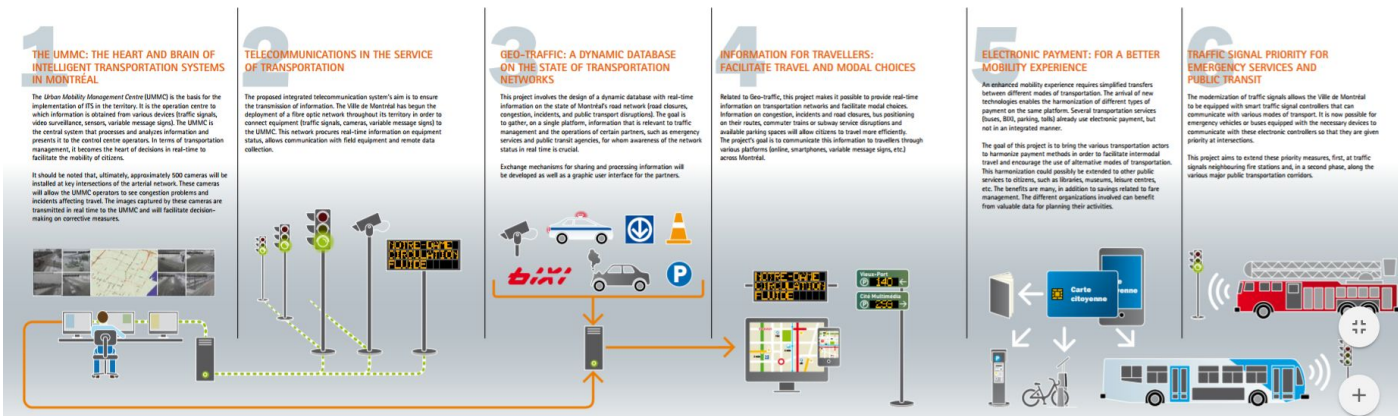 1
THE UMMC: THE HEART AND BRAIN OF
INTELLIGENT TRANSPORTATION SYSTEMS
IN MONTRÉAL
The Urban Mobility Management Centre (UMMC) is the basis for the
implementation of ITS in the territory. It is the operation centre to
which information is obtained from various devices (traffic signals,
video surveillance, sensors, variable message signs). The UMMC is
the central system that processes and analyzes information and
presents it to the control centre operators. In terms of transportation
management, it becomes the heart of decisions in real-time to
facilitate the mobility of citizens.
It should be noted that, ultimately, approximately 500 cameras will be
installed at key intersections of the arterial network. These cameras
will allow the UMMC operators to see congestion problems and
incidents affecting travel. The images captured by these cameras are
transmitted in real time to the UMMC and will facilitate decision-
making on corrective measures.
2
TELECOMMUNICATIONS IN THE SERVICE
OF TRANSPORTATION
The proposed integrated telecommunication system's aim is to ensure
the transmission of information. The Ville de Montréal has begun the
deployment of a fibre optic network throughout its territory in order to
connect equipment (traffic signals, cameras, variable message signs) to
the UMMC. This network procures real-time information on equipment
status, allows communication with field equipment and remote data
collection.
NOTRE-DAME
CIRCULATION
FLUIDE
3
GEO-TRAFFIC: A DYNAMIC DATABASE
ON THE STATE OF TRANSPORTATION
NETWORKS
This project involves the design of a dynamic database with real-time
information on the state of Montréal's road network (road closures,
congestion, incidents, and public transport disruptions). The goal is
to gather, on a single platform, information that is relevant to traffic
management and the operations of certain partners, such as emergency
services and public transit agencies, for whom awareness of the network
status in real time is crucial.
Exchange mechanisms for sharing and processing information will
be developed as well as a graphic user interface for the partners.
bixi
P
4
INFORMATION FOR TRAVELLERS:
FACILITATE TRAVEL AND MODAL CHOICES
Related to Geo-traffic, this project makes it possible to provide real-time
information on transportation networks and facilitate modal choices.
Information on congestion, incidents and road closures, bus positioning
on their routes, commuter trains or subway service disruptions and
available parking spaces will allow citizens to travel more efficiently.
The project's goal is to communicate this information to travellers through
various platforms (online, smartphones, variable message signs, etc.)
across Montréal.
NOTRE-DAME
CIRCULATION
FLUIDE
Vieux-Port
P 140
Cité Multimédia
P 268
5
ELECTRONIC PAYMENT: FOR A BETTER
MOBILITY EXPERIENCE
An enhanced mobility experience requires simplified transfers
between different modes of transportation. The arrival of new
technologies enables the harmonization of different types of
payment on the same platform. Several transportation services
(buses, BIXI, parking, tolls) already use electronic payment, but
not in an integrated manner.
The goal of this project is to bring the various transportation actors
to harmonize payment methods in order to facilitate intermodal
travel and encourage the use of alternative modes of transportation.
This harmonization could possibly be extended to other public
services to citizens, such as libraries, museums, leisure centres,
etc. The benefits are many, in addition to savings related to fare
management. The different organizations involved can benefit
from valuable data for planning their activities.
Carte
citoyenne
yenne
P
6
TRAFFIC SIGNAL PRIORITY FOR
EMERGENCY SERVICES AND
PUBLIC TRANSIT
The modernization of traffic signals allows the Ville de Montréal
to be equipped with smart traffic signal controllers that can
communicate with various modes of transport. It is now possible for
emergency vehicles or buses equipped with the necessary devices to
communicate with these electronic controllers so that they are given
priority at intersections.
This project aims to extend these priority measures, first, at traffic
signals neighbouring fire stations and, in a second phase, along the
various major public transportation corridors.